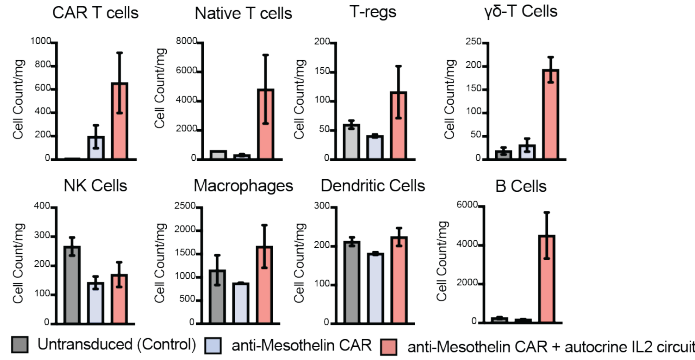 CAR T cells
Native T cells
T-regs
γδ-T Cells
Cell Count/mg
1000
800
600
400
200
0
Cell Count/mg
8000
6000
4000
2000
0
Cell Count/mg
200
150
100
50
0
Cell Count/mg
250
200
150
100
50
0
NK Cells
Macrophages
Dendritic Cells
B Cells
Cell Count/mg
400
300
200
100
0
Cell Count/mg
2500
2000
1500
1000
500
0
Cell Count/mg
300
200
100
0
Cell Count/mg
6000
4000
2000
0
Untransduced (Control)
anti-Mesothelin CAR
anti-Mesothelin CAR + autocrine IL2 circuit